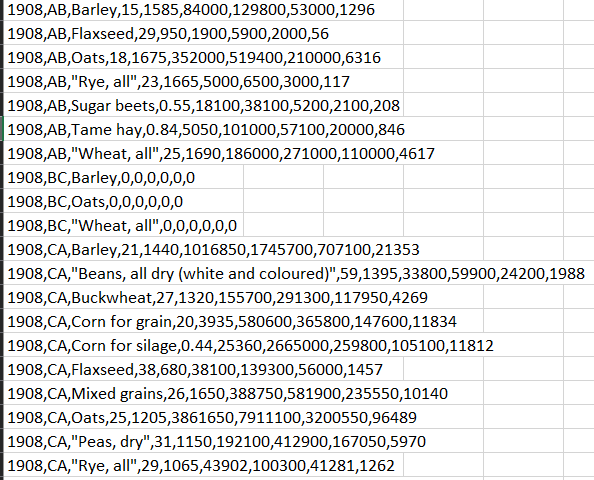 1908,AB,Barley,15,1585,84000,129800,53000,1296
1908,AB,Flaxseed,29,950,1900,5900,2000,56
1908,AB,Oats,18,1675,352000,519400,210000,6316
1908,AB,"Rye, all",23,1665,5000,6500,3000,117
1908,AB,Sugar beets,0.55,18100,38100,5200,2100,208
1908,AB,Tame hay,0.84,5050,101000,57100,20000,846
1908,AB,"Wheat, all",25,1690,186000,271000,110000,4617
1908,BC,Barley,0,0,0,0,0,0
1908,BC,Oats,0,0,0,0,0,0
1908,BC,"Wheat, all",0,0,0,0,0,0
1908,CA,Barley,21,1440,1016850,1745700,707100,21353
1908,CA,"Beans, all dry (white and coloured)",59,1395,33800,59900,24200,1988
1908,CA,Buckwheat,27,1320,155700,291300,117950,4269
1908,CA,Corn for grain,20,3935,580600,365800,147600,11834
1908,CA,Corn for silage,0.44,25360,2665000,259800,105100,11812
1908,CA,Flaxseed,38,680,38100,139300,56000,1457
1908,CA,Mixed grains,26,1650,388750,581900,235550,10140
1908,CA,Oats,25,1205,3861650,7911100,3200550,96489
1908,CA,"Peas, dry",31,1150,192100,412900,167050,5970
1908,CA,"Rye, all",29,1065,43902,100300,41281,1262